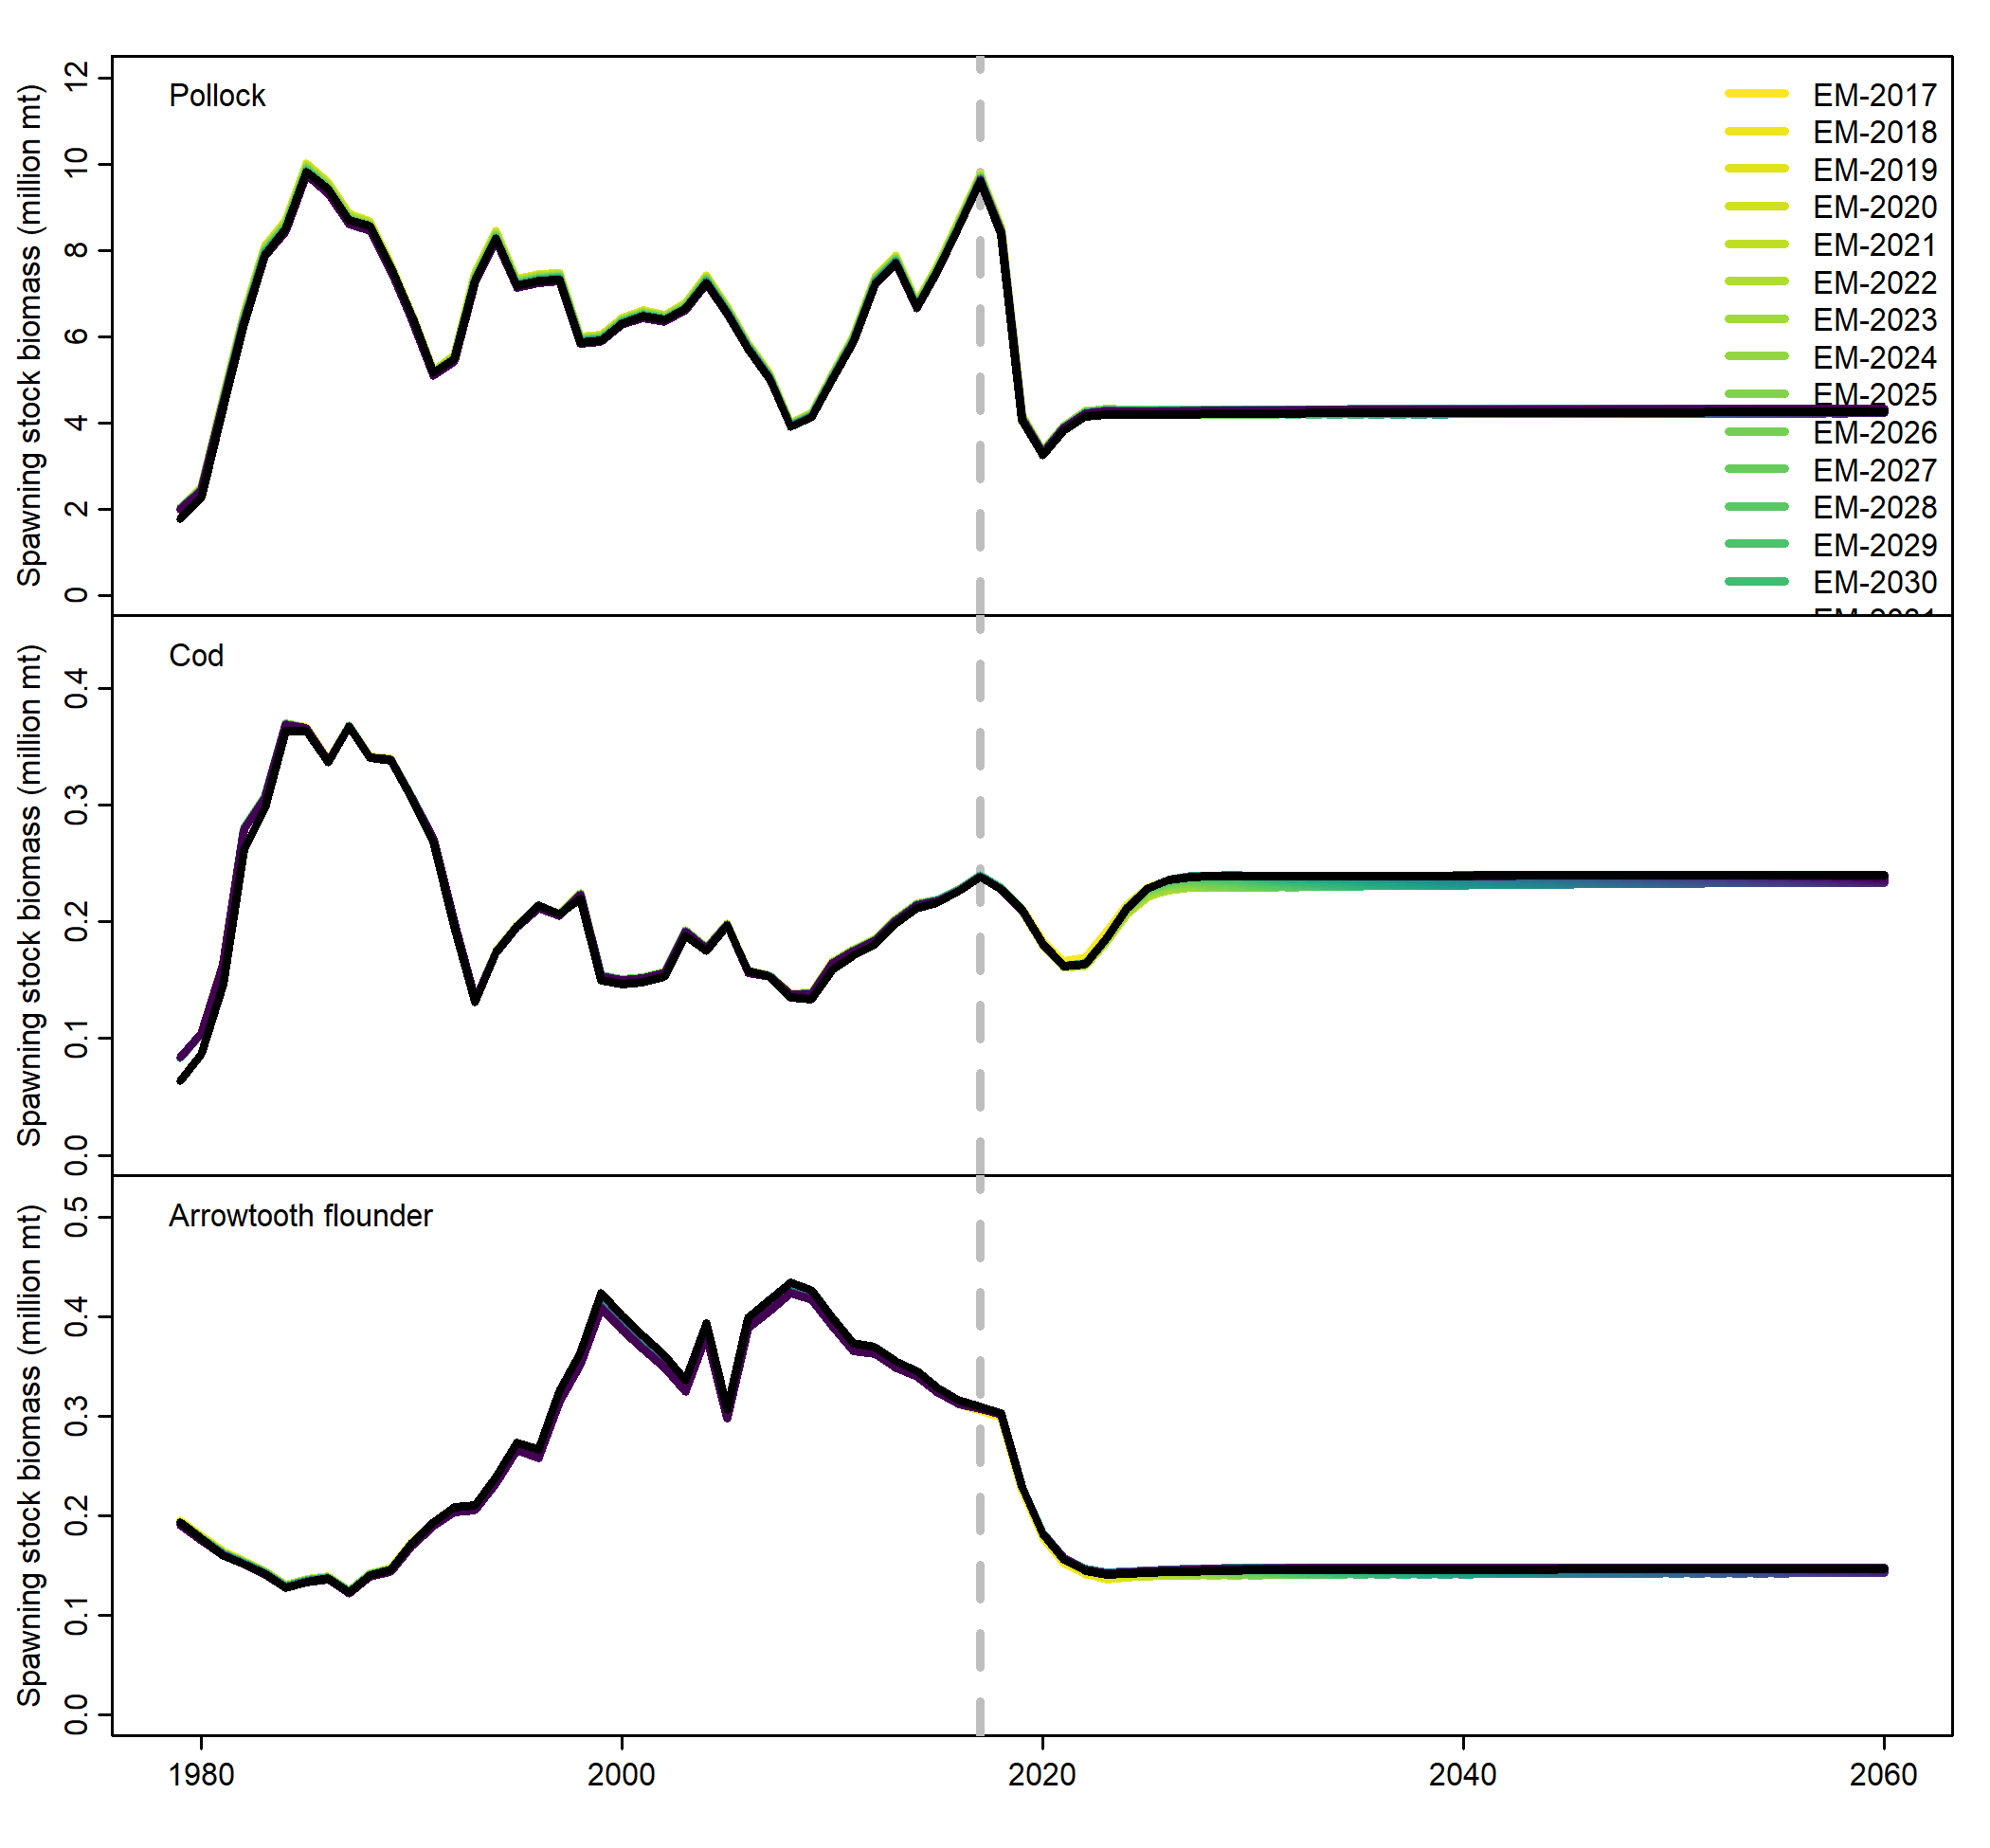 Pollock
Spawning stock biomass (million mt)
12
10
8
6
4
2
0
EM-2017
EM-2018
EM-2019
EM-2020
EM-2021
EM-2022
EM-2023
EM-2024
EM-2025
EM-2026
EM-2027
EM-2028
EM-2029
EM-2030
Cod
Spawning stock biomass (million mt)
0.4
0.3
0.2
0.1
0.0
Arrowtooth flounder
Spawning stock biomass (million mt)
0.5
0.4
0.3
0.2
0.1
0.0
1980 2000 2020 2040 2060